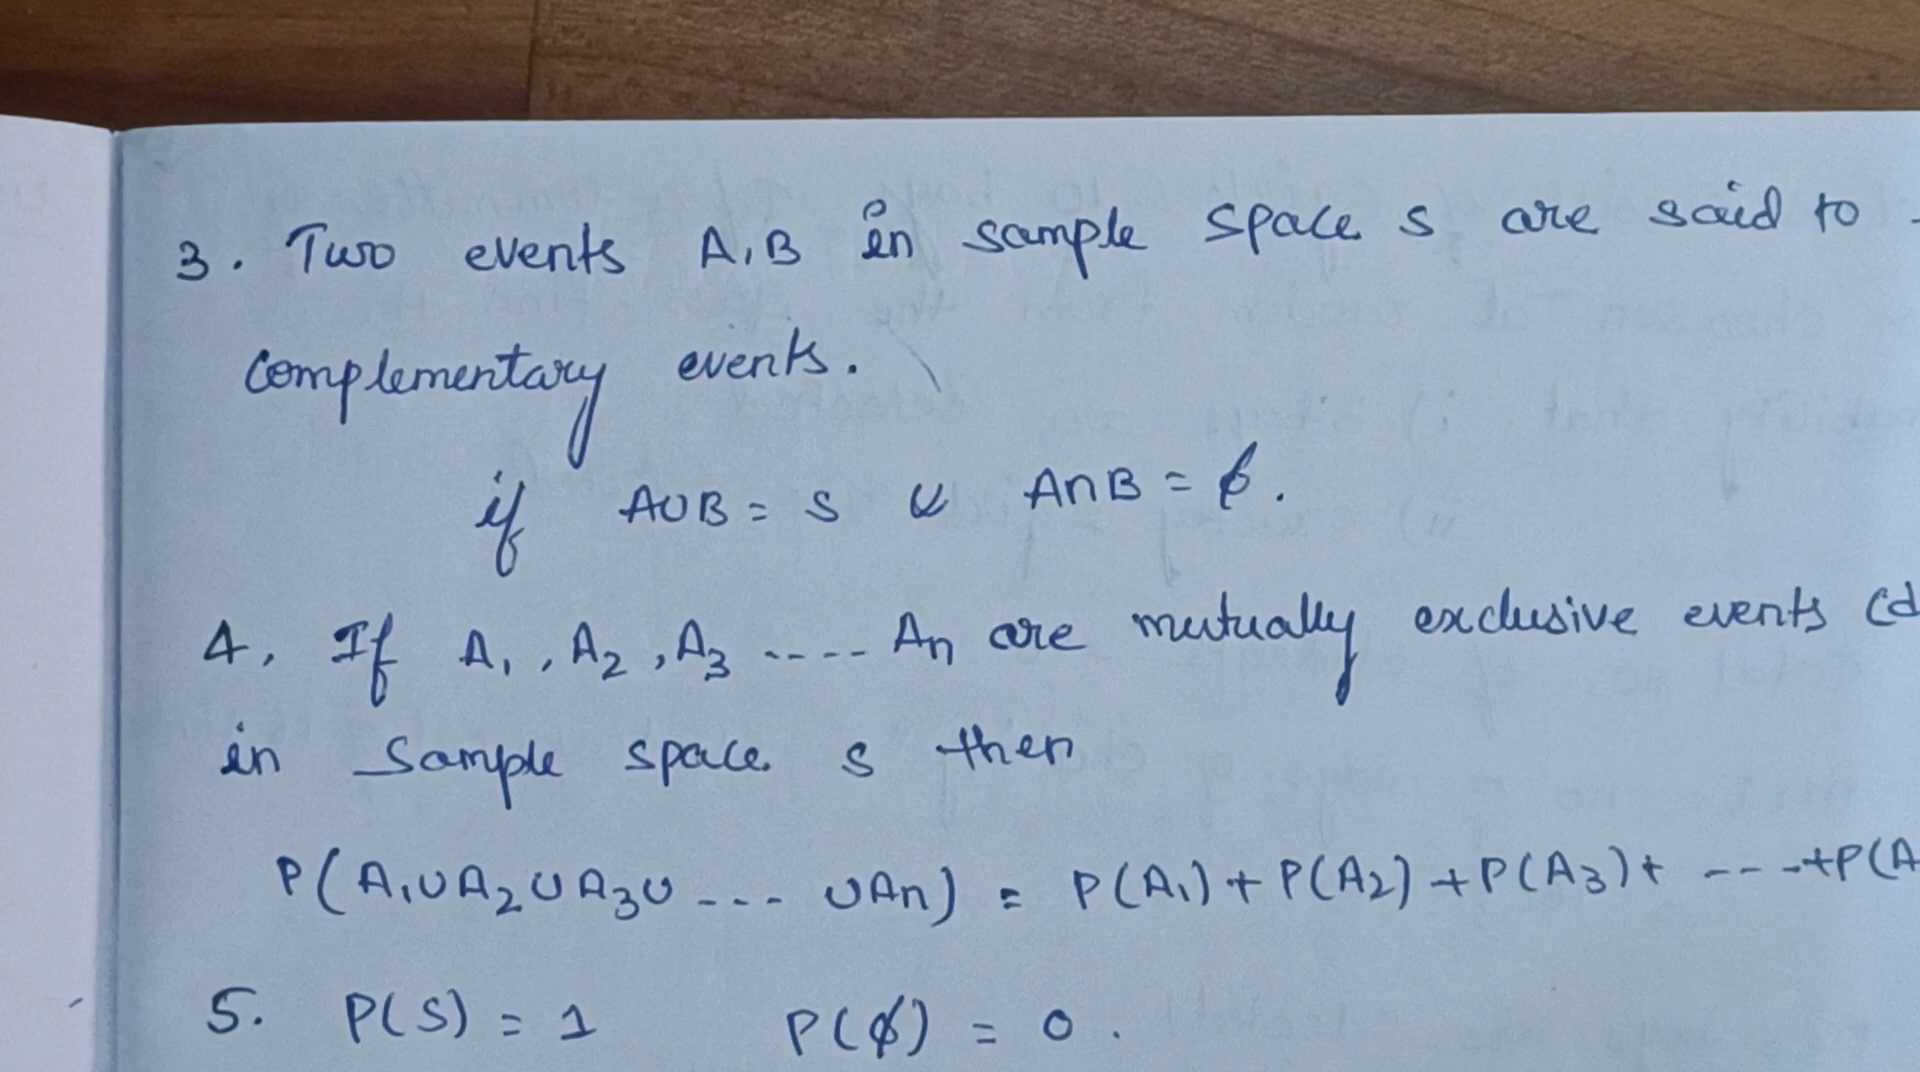 3. Two events A, B in sample space S are said to
complementary events.
if A∪B = S & A∩B = ϕ.
4. If A₁, A₂, A₃ ---- An are mutually exclusive events (d
in sample space S then
P(A₁∪A₂∪A₃∪ ---- ∪An) = P(A₁) + P(A₂) + P(A₃) + ---- + P(A
5. P(S) = 1 P(ϕ) = 0.